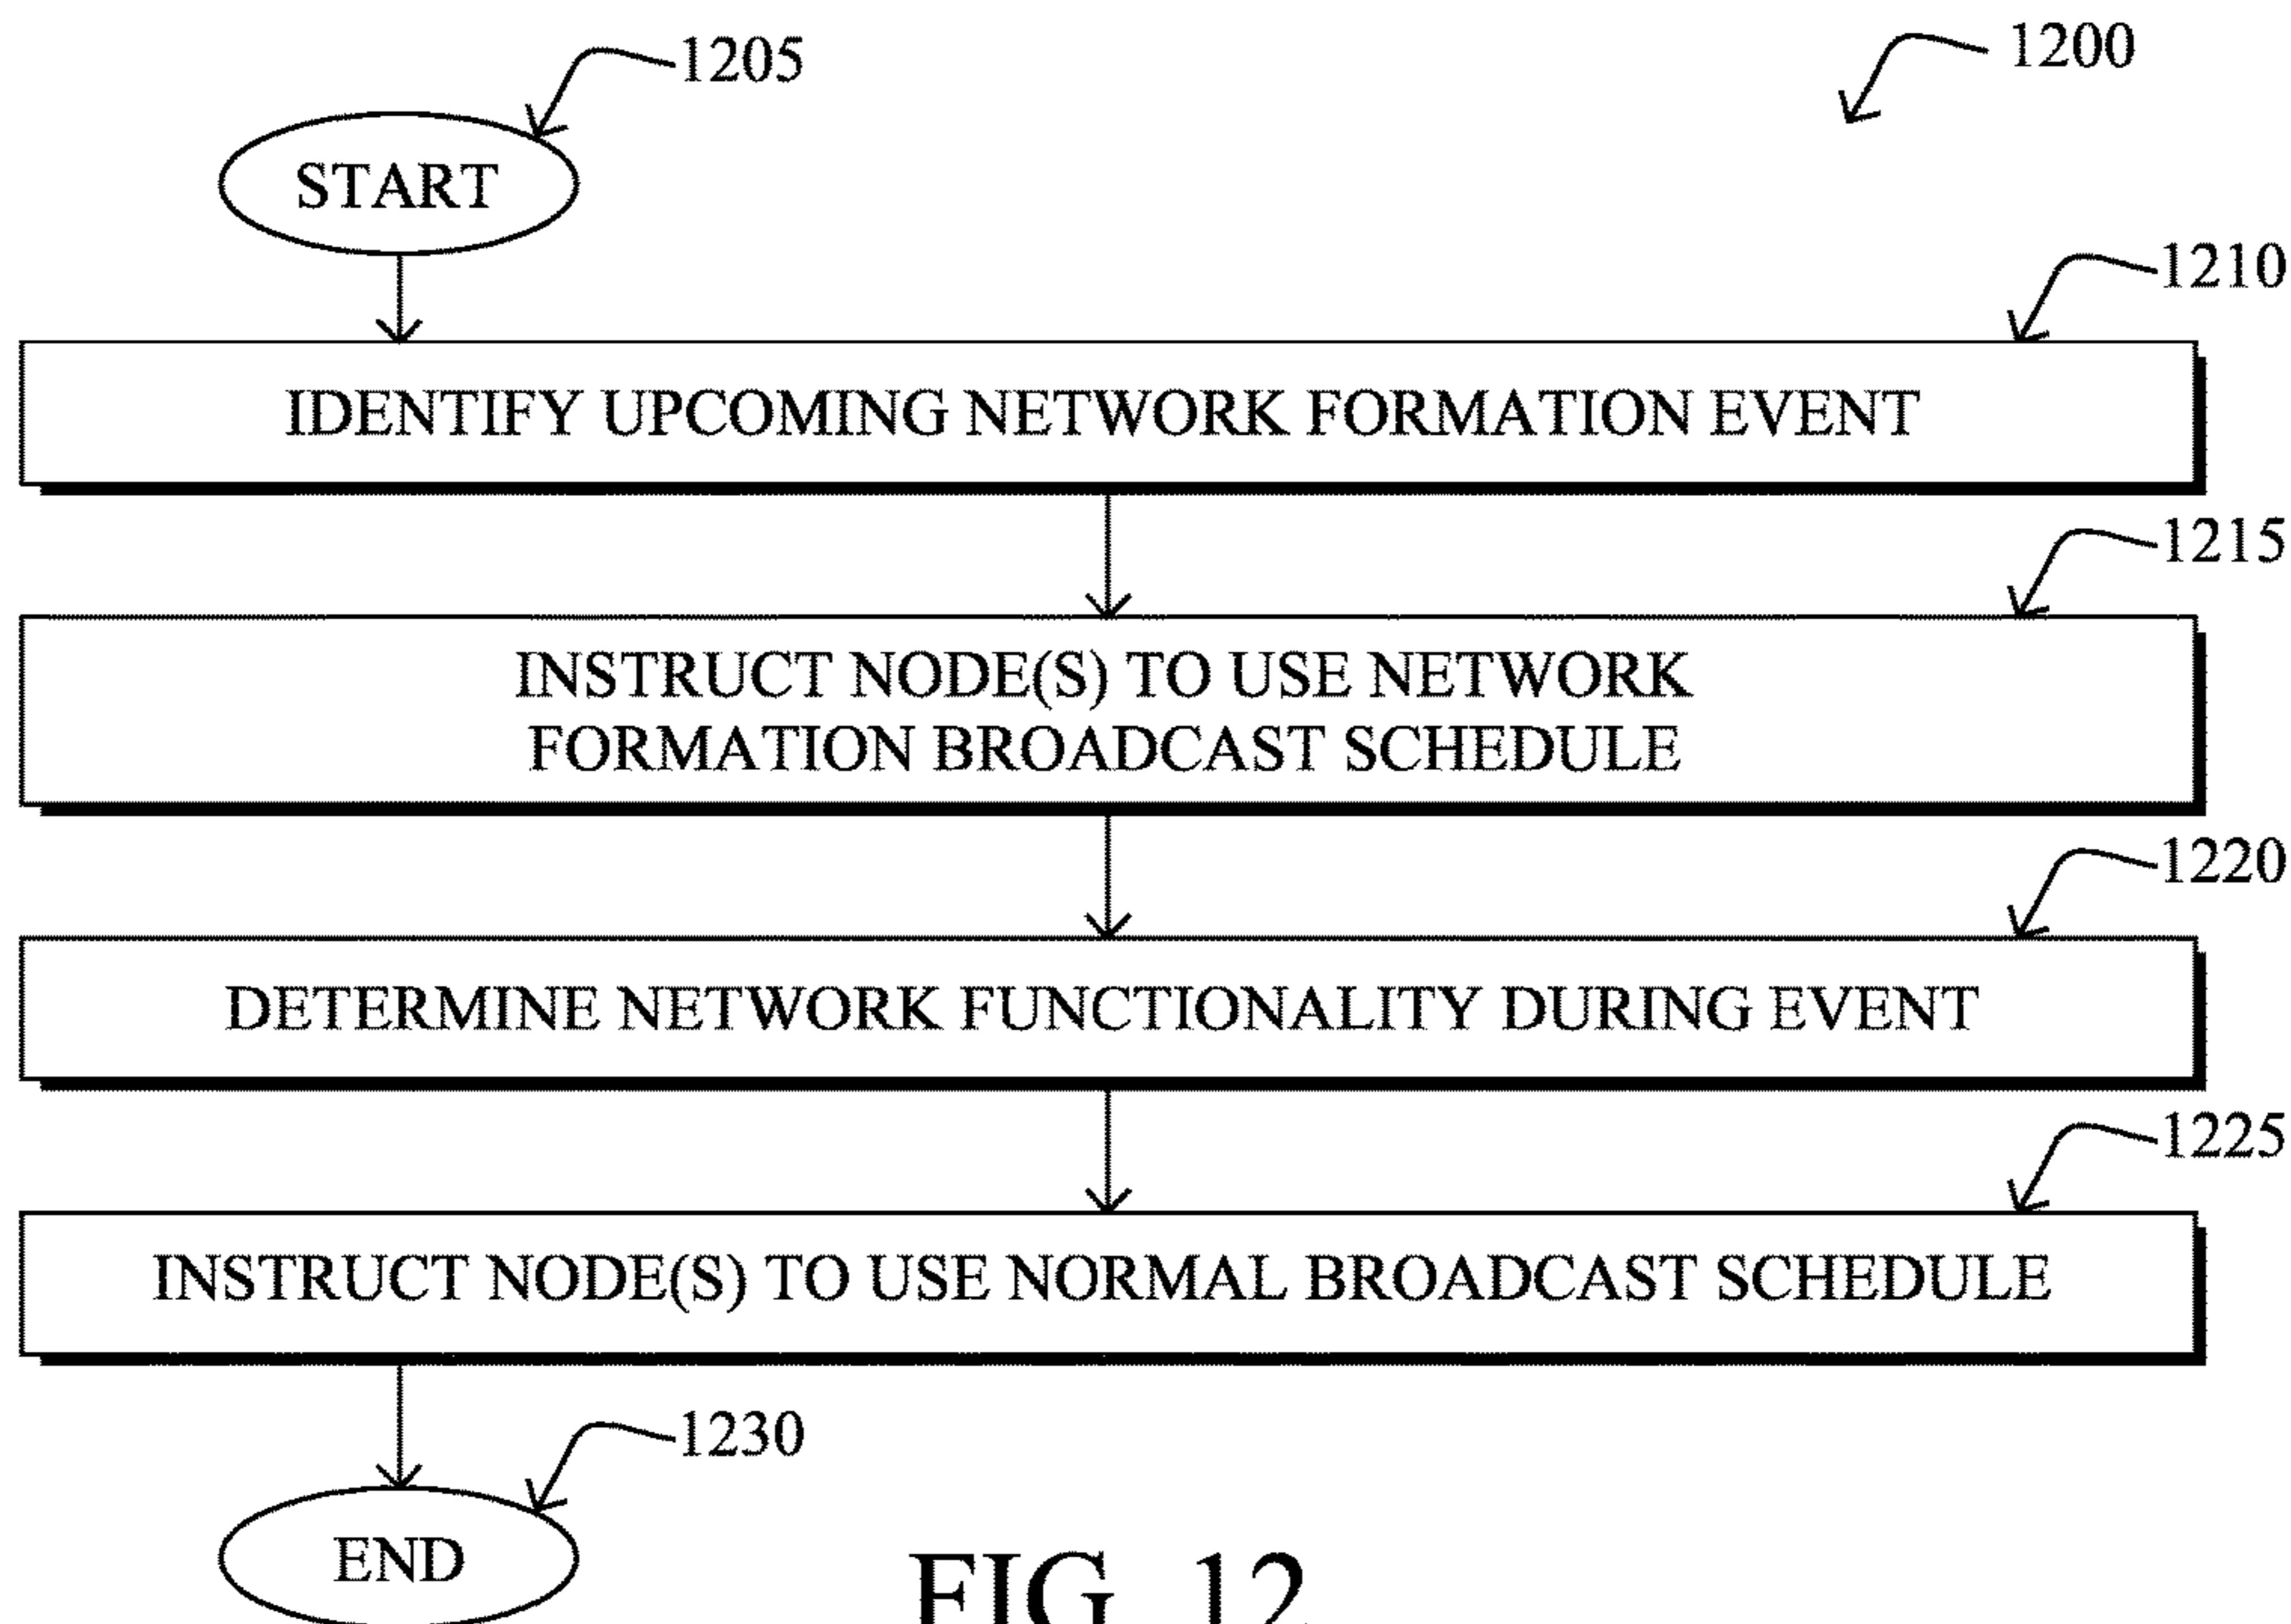 1205
1200
START
1210
IDENTIFY UPCOMING NETWORK FORMATION EVENT
1215
INSTRUCT NODE(S) TO USE NETWORK
FORMATION BROADCAST SCHEDULE
1220
DETERMINE NETWORK FUNCTIONALITY DURING EVENT
1225
INSTRUCT NODE(S) TO USE NORMAL BROADCAST SCHEDULE
1230
END
FIG. 12